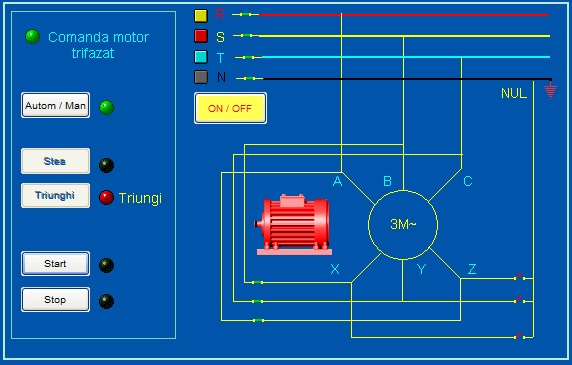 Comanda motor
trifazat
Autom / Man
Stea
Triunghi
Triungi
Start
Stop
R
S
T
N
ON / OFF
NUL
A
B
C
3M~
X
Y
Z